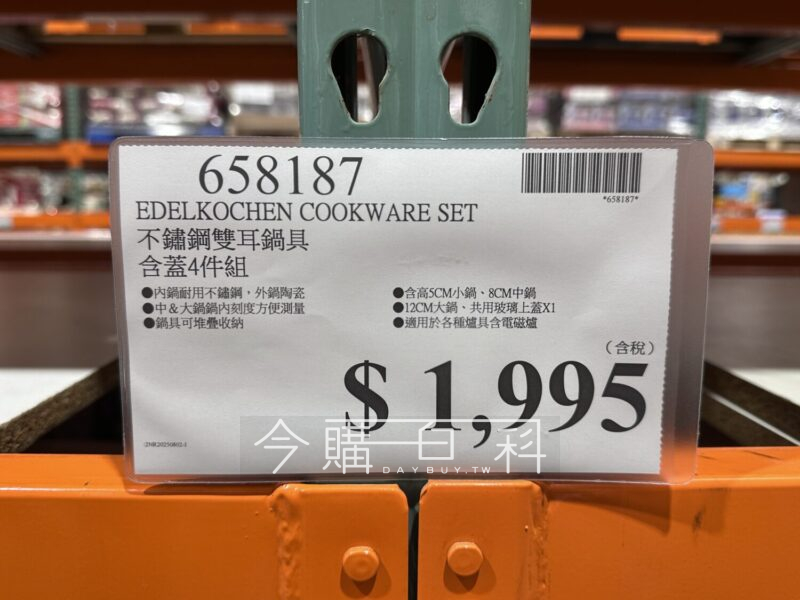 658187
*658187*
EDELKOCHEN COOKWARE SET
不鏽鋼雙耳鍋具
含蓋4件組
●內鍋耐用不鏽鋼，外鍋陶瓷
●中＆大鍋鍋內刻度方便測量
●鍋具可堆疊收納
●含高5CM小鍋、8CM中鍋
●12CM大鍋、共用玻璃上蓋X1
●適用於各種爐具含電磁爐
（含稅）
$ 1,995
今購百科
DAYBUY.TW